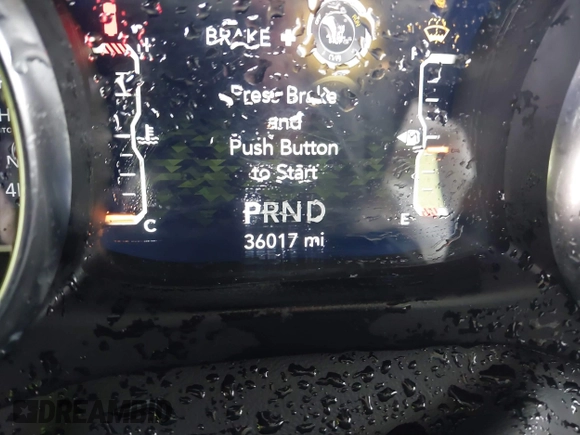 BRAKE
H
F
Press Brake
and
Push Button
to Start
PRND
C
E
36017 mi
DREAMBID